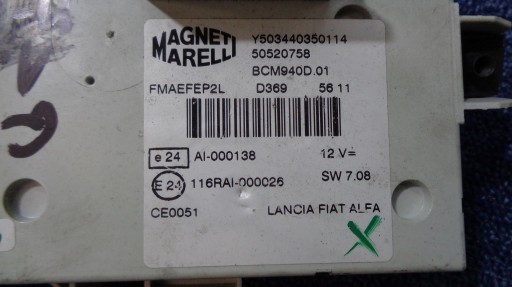 MAGNETI MARELLI
Y503440350114
50520758
BCM940D.01
FMAEFEP2L D369 56 11
e 24 AI-000138 12 V=
E 24 116RAI-000026 SW 7.08
CE0051 LANCIA FIAT ALFA